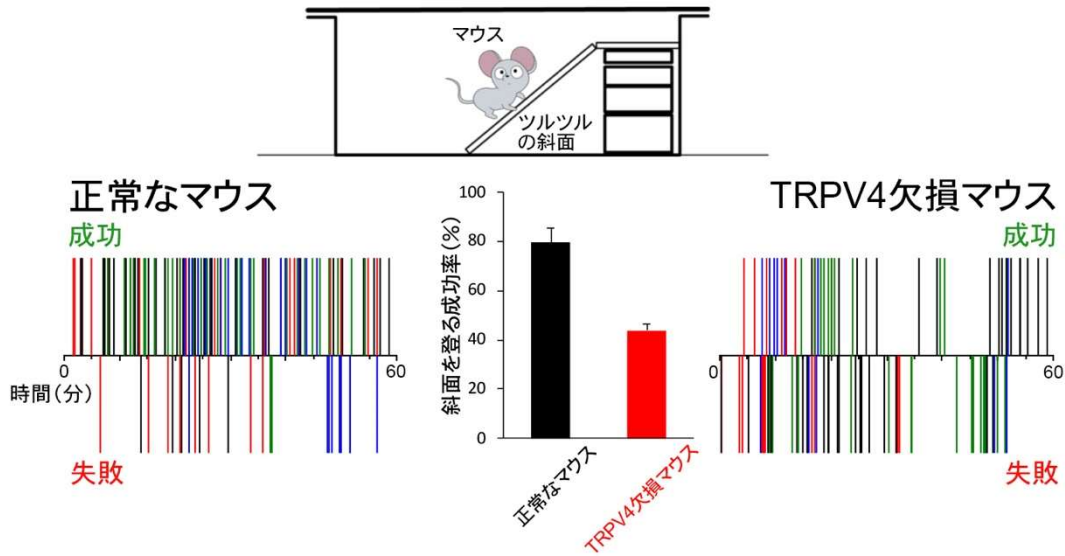 マウス
ツルツル
の斜面
正常なマウス
成功
0
60
時間(分)
失敗
斜面を登る成功率(%)
100
80
60
40
20
0
正常なマウス
TRPV4欠損マウス
TRPV4欠損マウス
成功
0
60
失敗